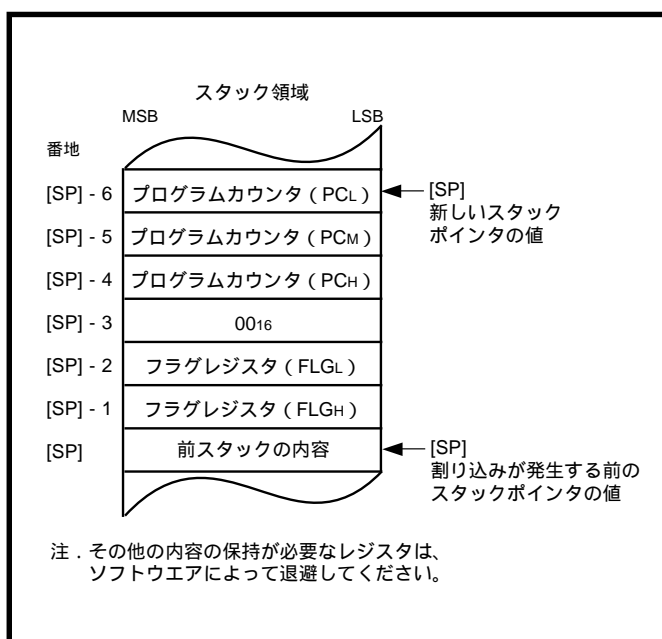 スタック領域
MSB LSB
番地
[SP] - 6 プログラムカウンタ（PCL） [SP]
新しいスタック
ポインタの値
[SP] - 5 プログラムカウンタ（PCM）
[SP] - 4 プログラムカウンタ（PCH）
[SP] - 3 0016
[SP] - 2 フラグレジスタ（FLGL）
[SP] - 1 フラグレジスタ（FLGH）
[SP] 前スタックの内容 [SP]
割り込みが発生する前の
スタックポインタの値
注．その他の内容の保持が必要なレジスタは、
ソフトウエアによって退避してください。